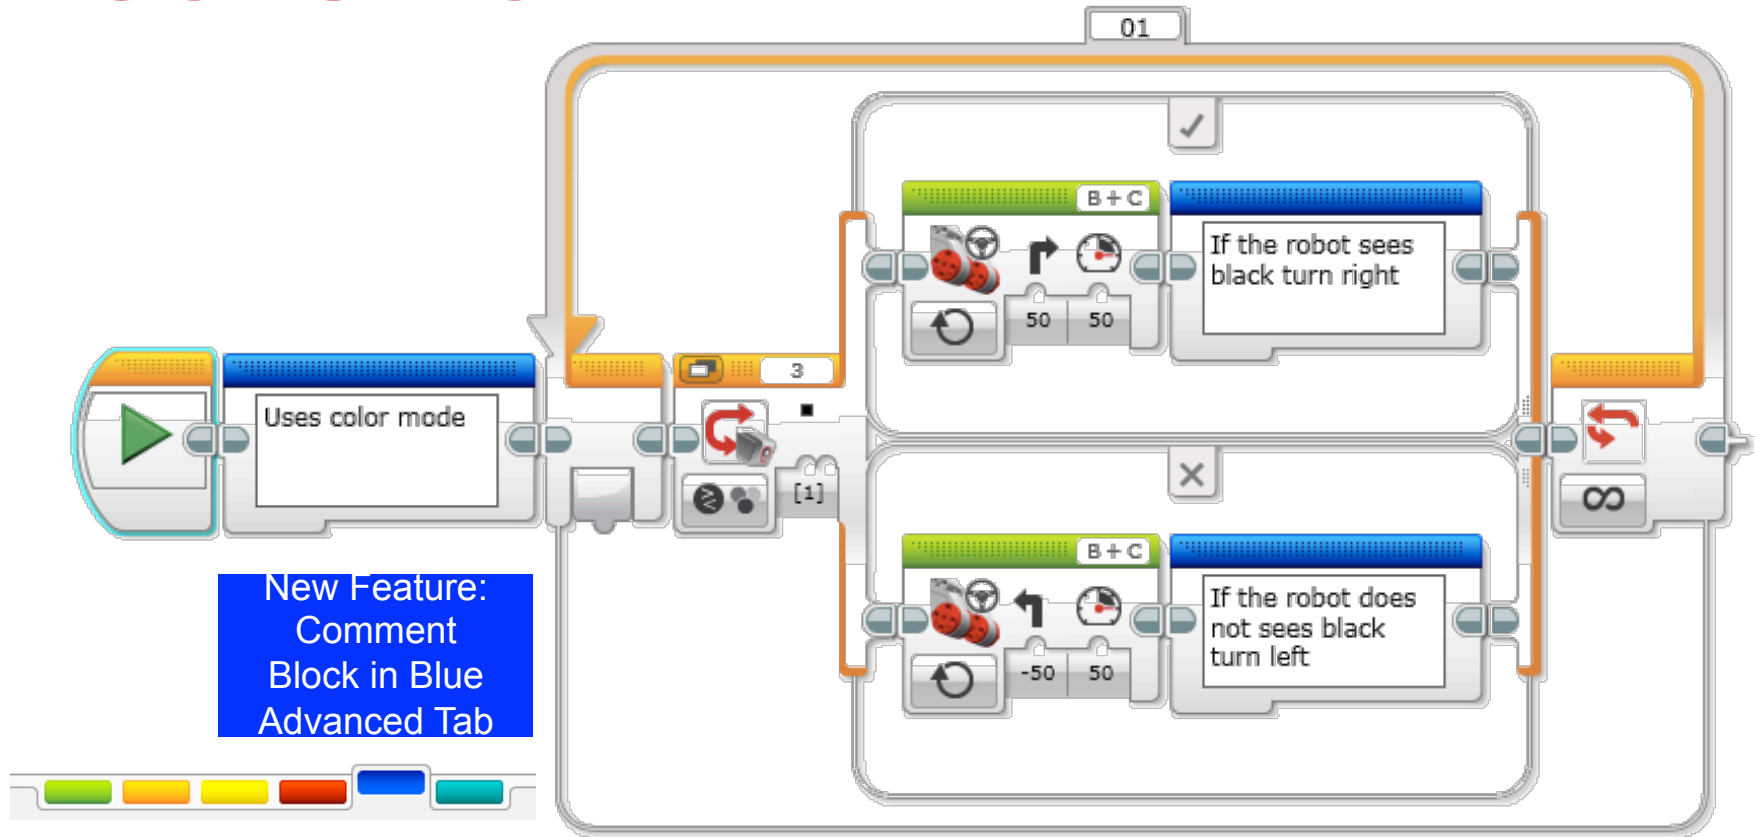 01
B + C
If the robot sees
black turn right
50 50
3
Uses color mode
[1]
B + C
If the robot does
not sees black
turn left
-50 50
New Feature:
Comment
Block in Blue
Advanced Tab